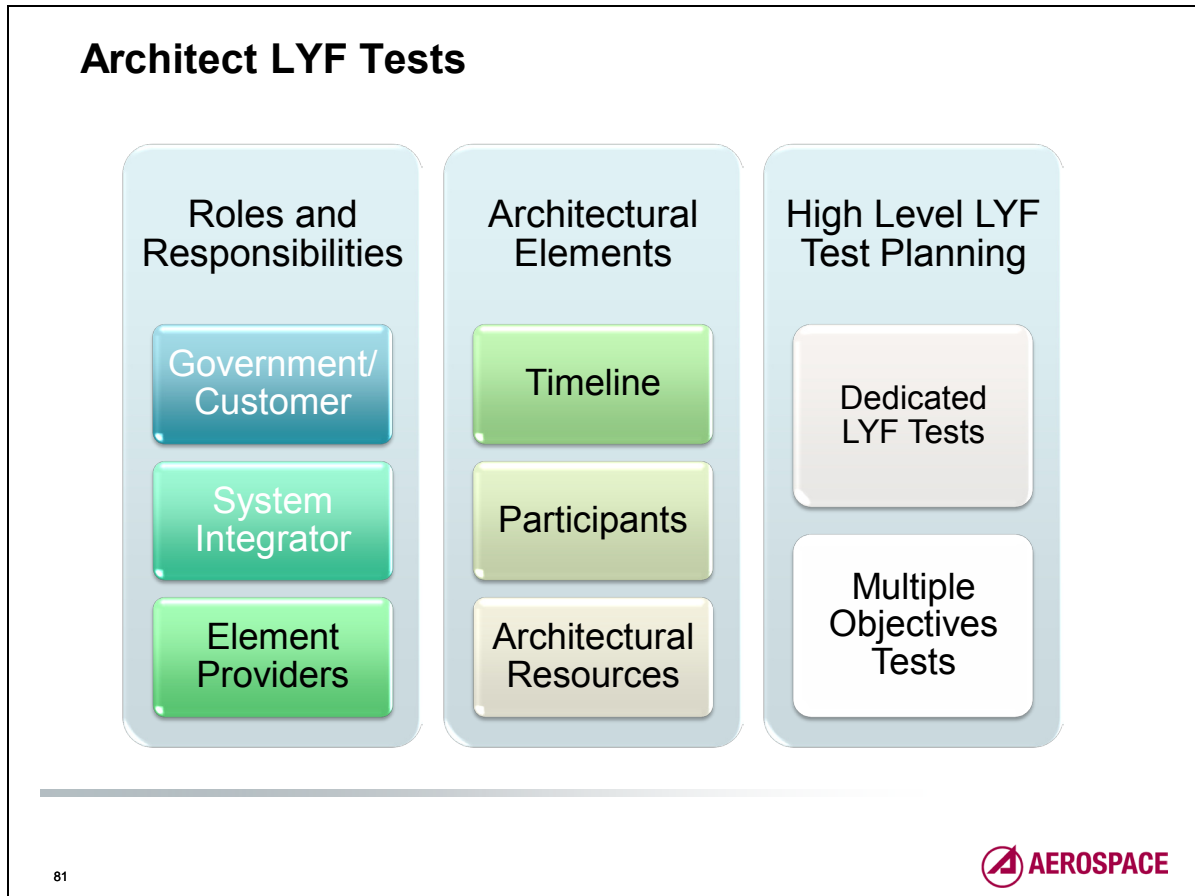 Architect LYF Tests
Roles and
Responsibilities
Government/
Customer
System
Integrator
Element
Providers
Architectural
Elements
Timeline
Participants
Architectural
Resources
High Level LYF
Test Planning
Dedicated
LYF Tests
Multiple
Objectives
Tests
81
AEROSPACE